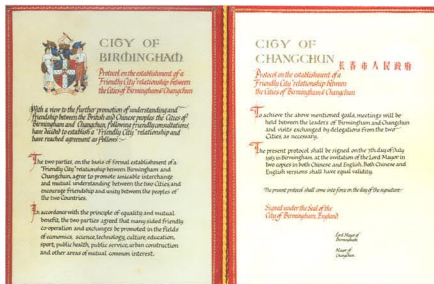 CITY OF
BIRMINGHAM
Protocol on the establishment of a
"Friendly City" relationship between
the Cities of Birmingham and Changchun
With a view to the further promotion of understanding and
friendship between the British and Chinese peoples the Cities of
Birmingham and Changchun, following friendly consultations,
have decided to establish a "Friendly City" relationship and
have reached agreement as follows:-
The two parties, on the basis of formal establishment of a
"Friendly City" relationship between Birmingham and
Changchun, agree to promote amicable interchange
and mutual understanding between the two Cities, and
encourage friendship and unity between the peoples of
the two Countries.
In accordance with the principle of equality and mutual
benefit, the two parties agreed that many sided friendly
co-operation and exchanges be promoted in the fields
of economics, science, technology, culture, education,
sport, public health, public service, urban construction
and other areas of mutual common interest.
CITY OF
CHANGCHUN
长春市人民政府
Protocol on the establishment of a
"Friendly City" relationship between
the Cities of Birmingham and Changchun
To achieve the above mentioned goals, meetings will be
held between the leaders of Birmingham and Changchun
and visits exchanged by delegations from the two
Cities, as necessary.
The present protocol shall be signed on the 7th day of July
1983 in Birmingham, at the invitation of the Lord Mayor in
two copies in both Chinese and English. Both Chinese and
English versions shall have equal validity.
The present protocol shall come into force on the day of the signature
Signed under the Seal of the
City of Birmingham, England
Lord Mayor of
Birmingham
Mayor of
Changchun